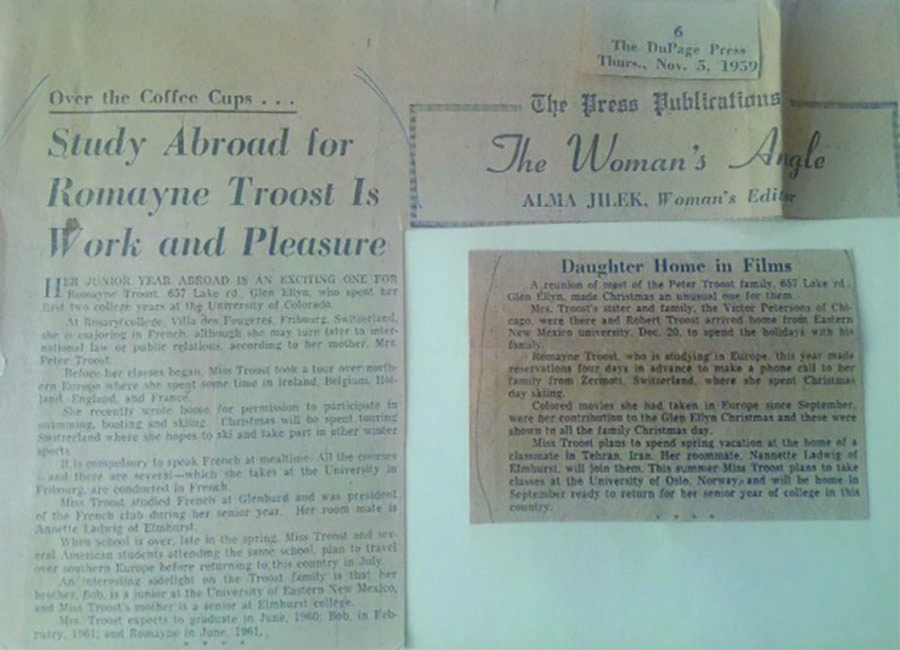 6
The DuPage Press
Thurs., Nov. 5, 1959
The Press Publications
The Woman's Angle
ALMA JILEK, Woman's Editor
Over the Coffee Cups . . .
Study Abroad for
Romayne Troost Is
Work and Pleasure
HER JUNIOR YEAR ABROAD IS AN EXCITING ONE FOR
Romayne Troost, 657 Lake rd., Glen Ellyn, who spent her
first two college years at the University of Colorado.
At Rosary college, Villa des Fougeres, Fribourg, Switzerland,
she is majoring in French, although she may turn later to inter-
national law or public relations, according to her mother, Mrs.
Peter Troost.
Before her classes began, Miss Troost took a tour over north-
ern Europe where she spent some time in Ireland, Belgium, Hol-
land, England, and France.
She recently wrote home for permission to participate in
swimming, boating and skiing. Christmas will be spent touring
Switzerland where she hopes to ski and take part in other winter
sports.
It is compulsory to speak French at mealtime. All the courses
—and there are several—which she takes at the University in
Fribourg, are conducted in French.
Miss Troost studied French at Glenbard and was president
of the French club during her senior year. Her room mate is
Annette Ladwig of Elmhurst.
When school is over, late in the spring, Miss Troost and sev-
eral American students attending the same school, plan to travel
over southern Europe before returning to this country in July.
An interesting sidelight on the Troost family is that her
brother, Bob, is a junior at the University of Eastern New Mexico,
and Miss Troost's mother is a senior at Elmhurst college.
Mrs. Troost expects to graduate in June, 1960; Bob, in Feb-
ruary, 1961; and Romayne in June, 1961.
Daughter Home in Films
A reunion of most of the Peter Troost family, 657 Lake rd.,
Glen Ellyn, made Christmas an unusual one for them.
Mrs. Troost's sister and family, the Victor Petersons of Chi-
cago, were there and Robert Troost arrived home from Eastern
New Mexico university, Dec. 20, to spend the holidays with his
family.
Romayne Troost, who is studying in Europe, this year made
reservations four days in advance to make a phone call to her
family from Zermott, Switzerland, where she spent Christmas
day skiing.
Colored movies she had taken in Europe since September,
were her contribution to the Glen Ellyn Christmas and these were
shown to all the family Christmas day.
Miss Troost plans to spend spring vacation at the home of a
classmate in Tehran, Iran. Her roommate, Nannette Ladwig of
Elmhurst, will join them. This summer Miss Troost plans to take
classes at the University of Oslo, Norway, and will be home in
September ready to return for her senior year of college in this
country.